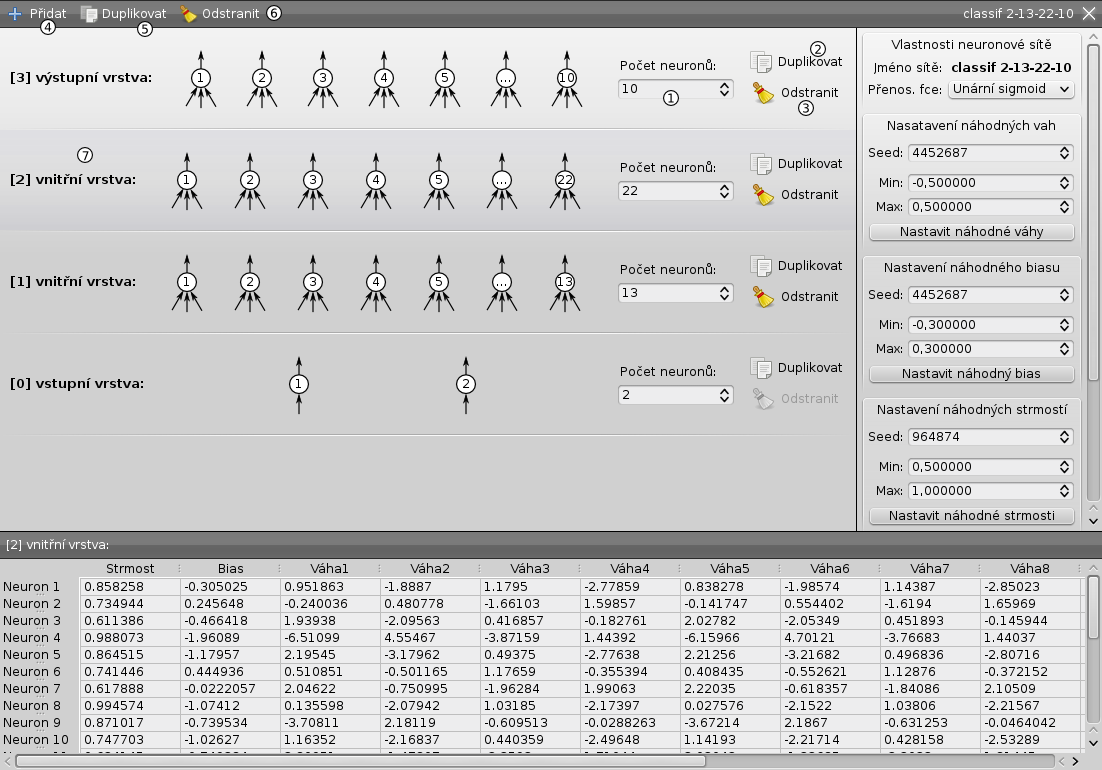 Přidat Duplikovat Odstranit ⑥ classif 2-13-22-10
④ ⑤
[3] výstupní vrstva: 1 2 3 4 5 ... 10
Počet neuronů:
10
①
② Duplikovat
Odstranit
③
⑦
[2] vnitřní vrstva: 1 2 3 4 5 ... 22
Počet neuronů:
22
Duplikovat
Odstranit
[1] vnitřní vrstva: 1 2 3 4 5 ... 13
Počet neuronů:
13
Duplikovat
Odstranit
[0] vstupní vrstva: 1 2
Počet neuronů:
2
Duplikovat
Odstranit
Vlastnosti neuronové sítě
Jméno sítě: classif 2-13-22-10
Přenos. fce: Unární sigmoid
Nasatavení náhodných vah
Seed: 4452687
Min: -0,500000
Max: 0,500000
Nastavit náhodné váhy
Nastavení náhodného biasu
Seed: 4452687
Min: -0,300000
Max: 0,300000
Nastavit náhodný bias
Nastavení náhodných strmostí
Seed: 964874
Min: 0,500000
Max: 1,000000
Nastavit náhodné strmosti
[2] vnitřní vrstva:
Strmost Bias Váha1 Váha2 Váha3 Váha4 Váha5 Váha6 Váha7 Váha8
Neuron 1 0.858258 -0.305025 0.951863 -1.8887 1.1795 -2.77859 0.838278 -1.98574 1.14387 -2.85023
Neuron 2 0.734944 0.245648 -0.240036 0.480778 -1.66103 1.59857 -0.141747 0.554402 -1.6194 1.65969
Neuron 3 0.611386 -0.466418 1.93938 -2.09563 0.416857 -0.182761 2.02782 -2.05349 0.451893 -0.145944
Neuron 4 0.988073 -1.96089 -6.51099 4.55467 -3.87159 1.44392 -6.15966 4.70121 -3.76683 1.44037
Neuron 5 0.864515 -1.17957 2.19545 -3.17962 0.49375 -2.77638 2.21256 -3.21682 0.496836 -2.80716
Neuron 6 0.741446 0.444936 0.510851 -0.501165 1.17659 -0.355394 0.408435 -0.552621 1.12876 -0.372152
Neuron 7 0.617888 -0.0222057 2.04622 -0.750995 -1.96284 1.99063 2.22035 -0.618357 -1.84086 2.10509
Neuron 8 0.994574 -1.07412 0.135598 -2.07942 1.03185 -2.17397 0.027576 -2.1522 1.03806 -2.21567
Neuron 9 0.871017 -0.739534 -3.70811 2.18119 -0.609513 -0.0288263 -3.67214 2.1867 -0.631253 -0.0464042
Neuron 10 0.747703 -1.02627 1.16352 -2.16837 0.440359 -2.49648 1.14193 -2.21714 0.428158 -2.53289